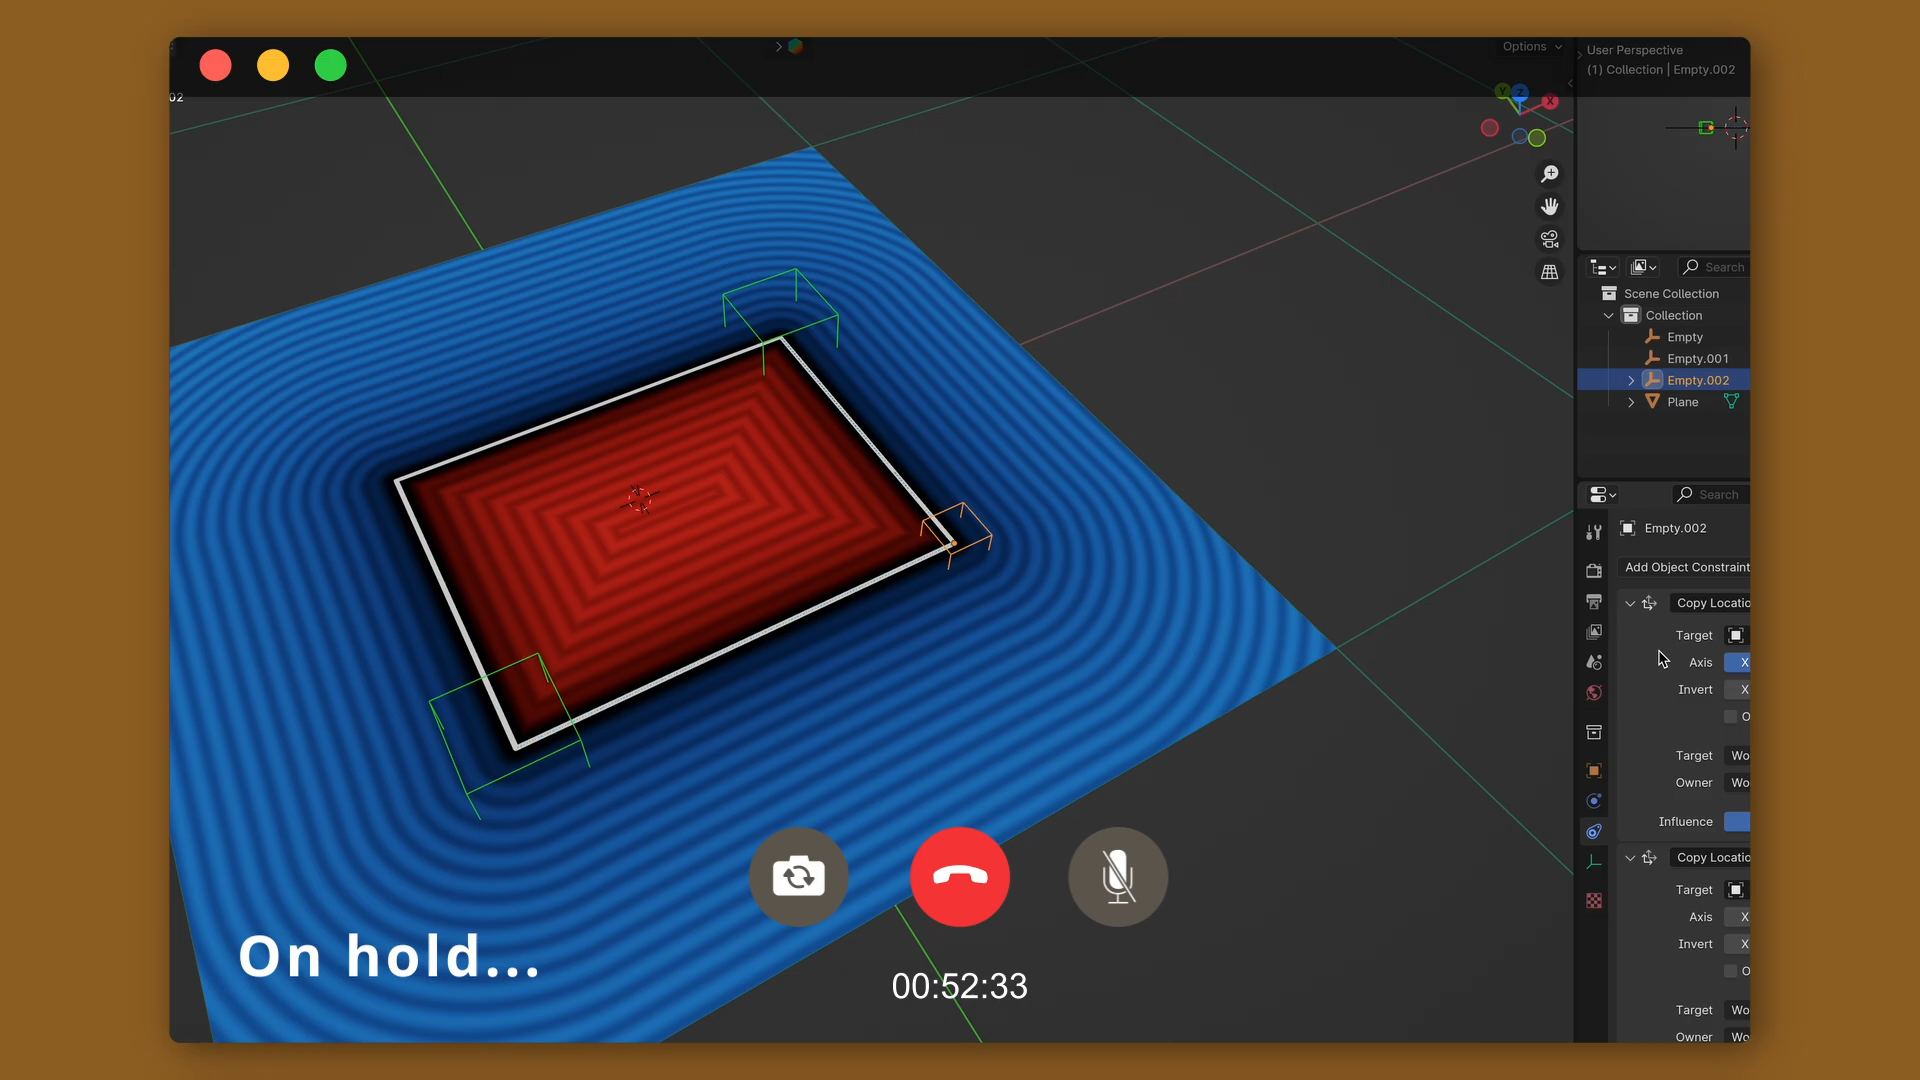 Options
User Perspective
(1) Collection | Empty.002
02
Y
Z
X
Search
Scene Collection
Collection
Empty
Empty.001
Empty.002
Plane
Search
Empty.002
Add Object Constraint
Copy Locatio
Target
Axis X
Invert X
O
Target Wo
Owner Wo
Influence
Copy Locatio
Target
Axis X
Invert X
O
Target Wo
Owner Wo
On hold...
00:52:33